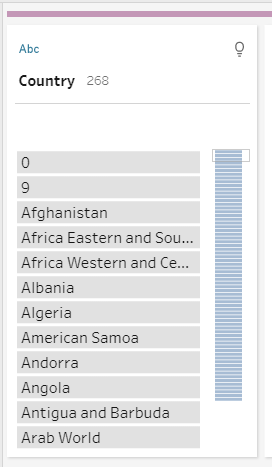 Abc
Country 268
0
9
Afghanistan
Africa Eastern and Sou...
Africa Western and Ce...
Albania
Algeria
American Samoa
Andorra
Angola
Antigua and Barbuda
Arab World